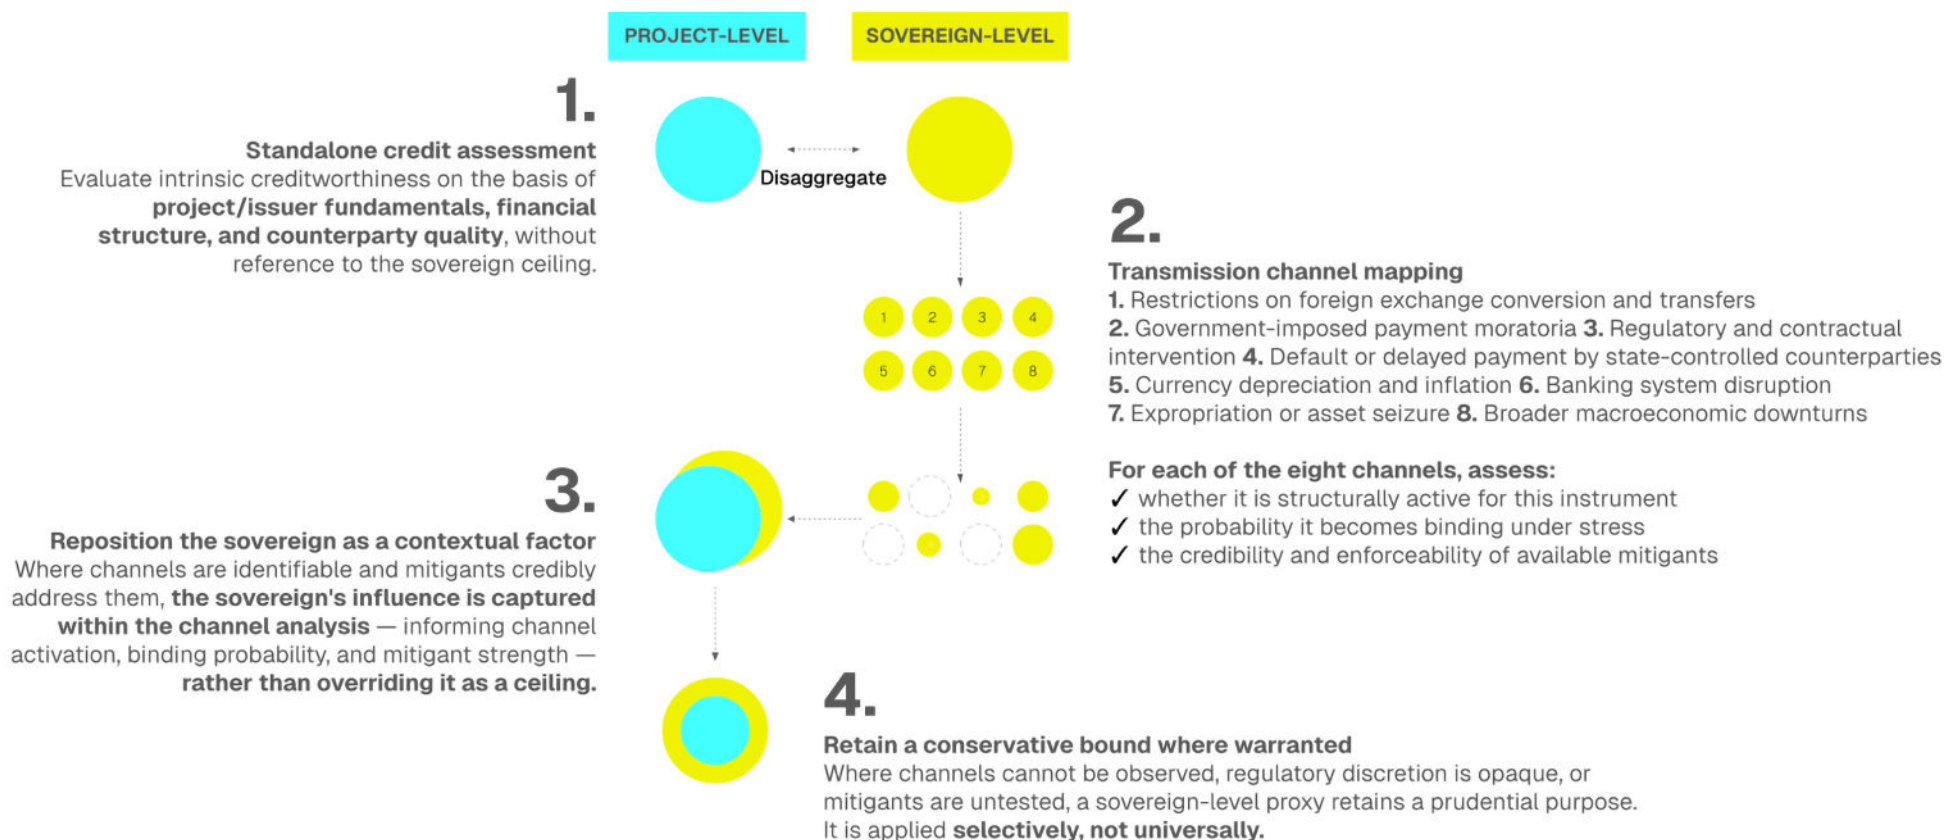 PROJECT-LEVEL
SOVEREIGN-LEVEL
1.
Standalone credit assessment
Evaluate intrinsic creditworthiness on the basis of
project/issuer fundamentals, financial
structure, and counterparty quality, without
reference to the sovereign ceiling.
Disaggregate
2.
Transmission channel mapping
1. Restrictions on foreign exchange conversion and transfers
2. Government-imposed payment moratoria 3. Regulatory and contractual
intervention 4. Default or delayed payment by state-controlled counterparties
5. Currency depreciation and inflation 6. Banking system disruption
7. Expropriation or asset seizure 8. Broader macroeconomic downturns
1 2 3 4
5 6 7 8
For each of the eight channels, assess:
✓ whether it is structurally active for this instrument
✓ the probability it becomes binding under stress
✓ the credibility and enforceability of available mitigants
3.
Reposition the sovereign as a contextual factor
Where channels are identifiable and mitigants credibly
address them, the sovereign's influence is captured
within the channel analysis — informing channel
activation, binding probability, and mitigant strength —
rather than overriding it as a ceiling.
4.
Retain a conservative bound where warranted
Where channels cannot be observed, regulatory discretion is opaque, or
mitigants are untested, a sovereign-level proxy retains a prudential purpose.
It is applied selectively, not universally.